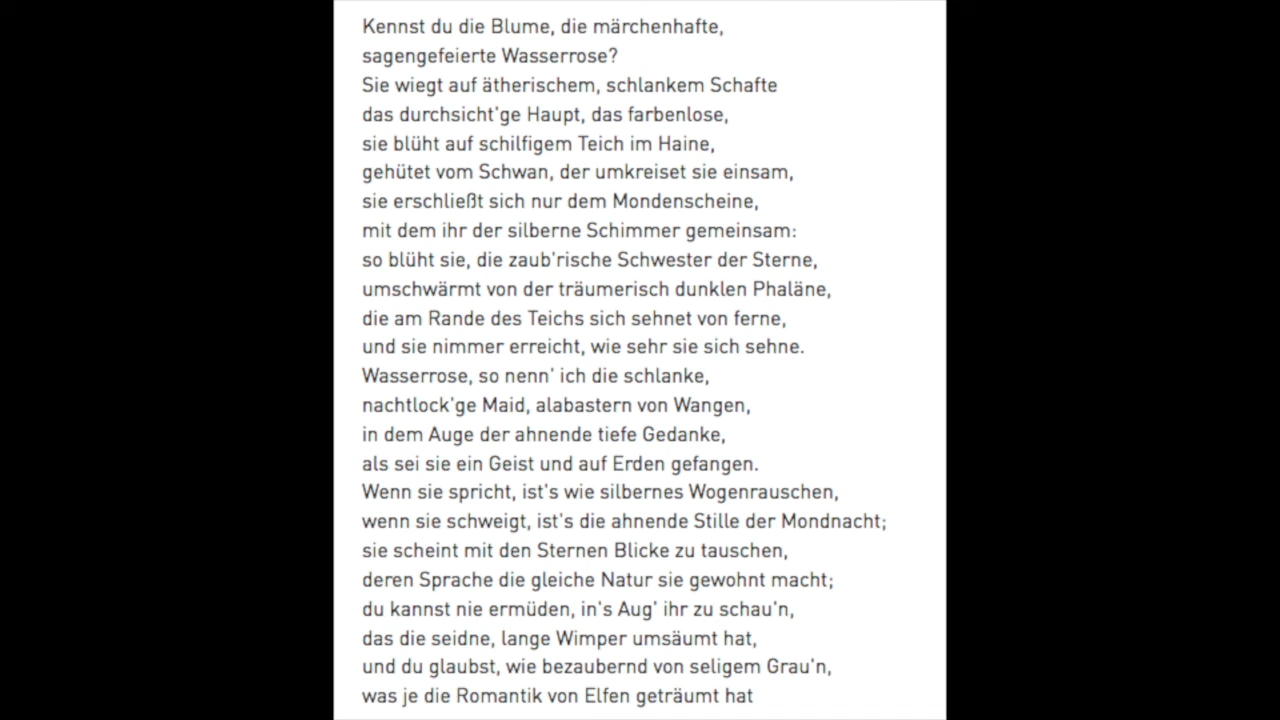 Kennst du die Blume, die märchenhafte,
sagengefeierte Wasserrose?
Sie wiegt auf ätherischem, schlankem Schafte
das durchsicht'ge Haupt, das farbenlose,
sie blüht auf schilfigem Teich im Haine,
gehütet vom Schwan, der umkreiset sie einsam,
sie erschließt sich nur dem Mondenscheine,
mit dem ihr der silberne Schimmer gemeinsam:
so blüht sie, die zaub'rische Schwester der Sterne,
umschwärmt von der träumerisch dunklen Phaläne,
die am Rande des Teichs sich sehnet von ferne,
und sie nimmer erreicht, wie sehr sie sich sehne.
Wasserrose, so nenn' ich die schlanke,
nachtlock'ge Maid, alabastern von Wangen,
in dem Auge der ahnende tiefe Gedanke,
als sei sie ein Geist und auf Erden gefangen.
Wenn sie spricht, ist's wie silbernes Wogenrauschen,
wenn sie schweigt, ist's die ahnende Stille der Mondnacht;
sie scheint mit den Sternen Blicke zu tauschen,
deren Sprache die gleiche Natur sie gewohnt macht;
du kannst nie ermüden, in's Aug' ihr zu schau'n,
das die seidne, lange Wimper umsäumt hat,
und du glaubst, wie bezaubernd von seligem Grau'n,
was je die Romantik von Elfen geträumt hat